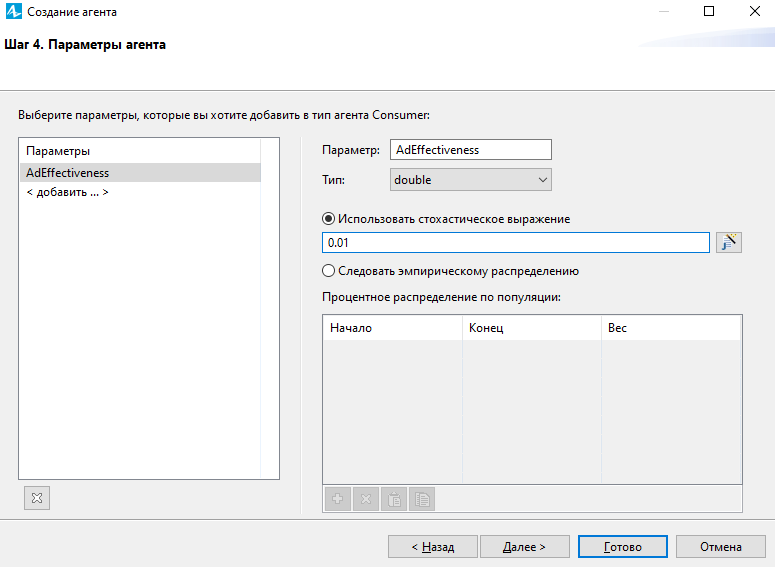 Создание агента
Шаг 4. Параметры агента
Выберите параметры, которые вы хотите добавить в тип агента Consumer:
Параметры
AdEffectiveness
< добавить ... >
Параметр: AdEffectiveness
Тип: double
Использовать стохастическое выражение
0.01
Следовать эмпирическому распределению
Процентное распределение по популяции:
Начало Конец Вес
< Назад Далее > Готово Отмена